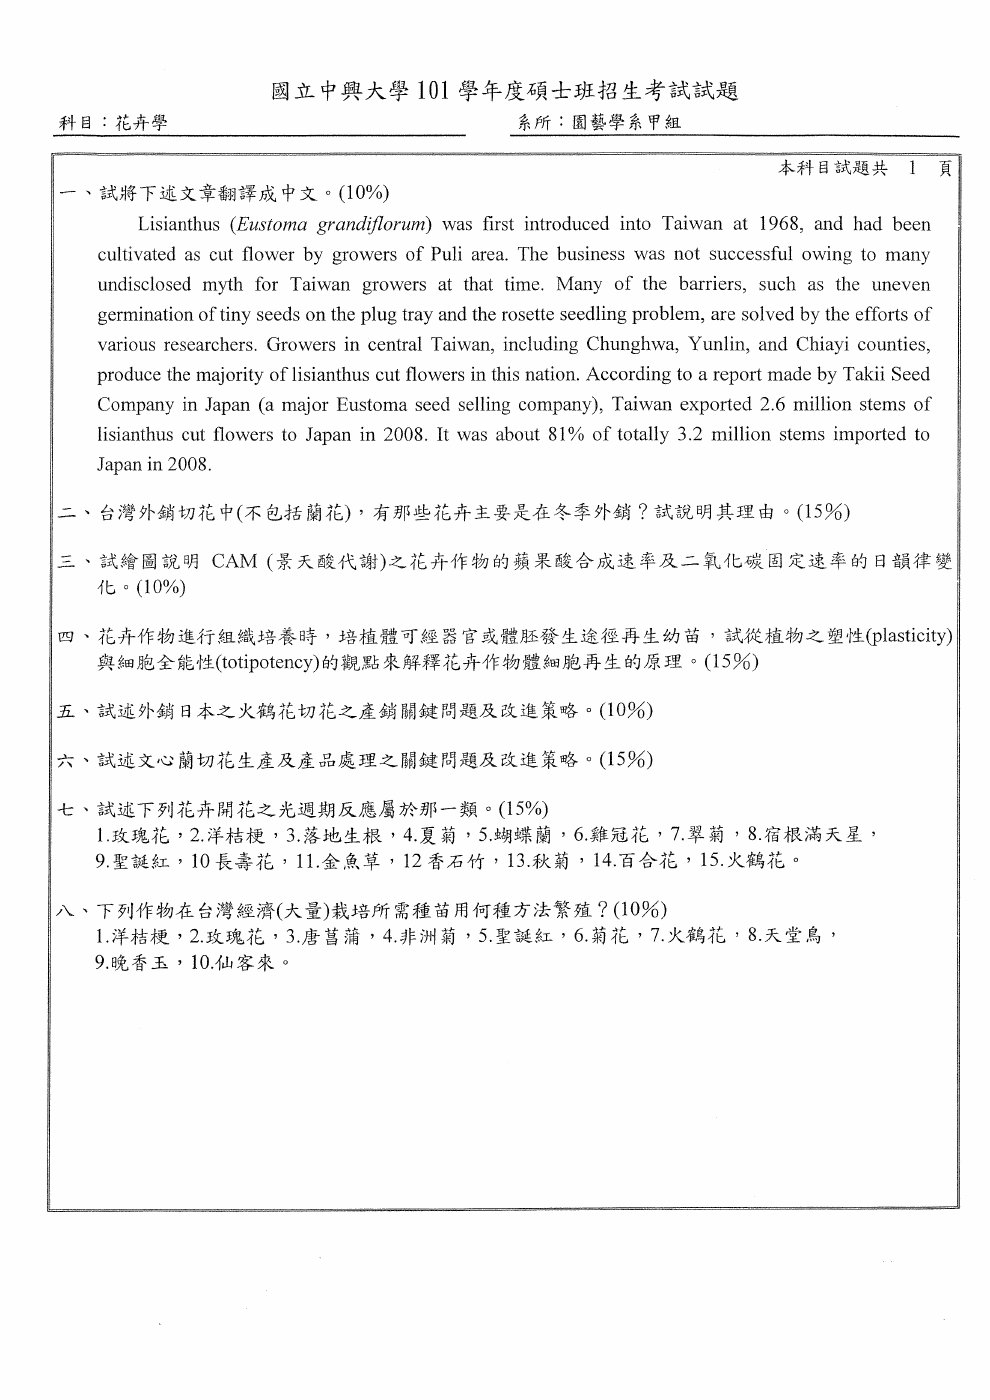 國立中興大學 101 學年度碩士班招生考試試題
科目：花卉學
系所：園藝學系甲組
本科目試題共 1 頁
一、試將下述文章翻譯成中文。(10%)
Lisianthus (Eustoma grandiflorum) was first introduced into Taiwan at 1968, and had been
cultivated as cut flower by growers of Puli area. The business was not successful owing to many
undisclosed myth for Taiwan growers at that time. Many of the barriers, such as the uneven
germination of tiny seeds on the plug tray and the rosette seedling problem, are solved by the efforts of
various researchers. Growers in central Taiwan, including Chunghwa, Yunlin, and Chiayi counties,
produce the majority of lisianthus cut flowers in this nation. According to a report made by Takii Seed
Company in Japan (a major Eustoma seed selling company), Taiwan exported 2.6 million stems of
lisianthus cut flowers to Japan in 2008. It was about 81% of totally 3.2 million stems imported to
Japan in 2008.
二、台灣外銷切花中(不包括蘭花)，有那些花卉主要是在冬季外銷？試說明其理由。(15%)
三、試繪圖說明 CAM (景天酸代謝)之花卉作物的蘋果酸合成速率及二氧化碳固定速率的日韻律變
化。(10%)
四、花卉作物進行組織培養時，培植體可經器官或體胚發生途徑再生幼苗，試從植物之塑性(plasticity)
與細胞全能性(totipotency)的觀點來解釋花卉作物體細胞再生的原理。(15%)
五、試述外銷日本之火鶴花切花之產銷關鍵問題及改進策略。(10%)
六、試述文心蘭切花生產及產品處理之關鍵問題及改進策略。(15%)
七、試述下列花卉開花之光週期反應屬於那一類。(15%)
1.玫瑰花，2.洋桔梗，3.落地生根，4.夏菊，5.蝴蝶蘭，6.雞冠花，7.翠菊，8.宿根滿天星，
9.聖誕紅，10 長壽花，11.金魚草，12 香石竹，13.秋菊，14.百合花，15.火鶴花。
八、下列作物在台灣經濟(大量)栽培所需種苗用何種方法繁殖？(10%)
1.洋桔梗，2.玫瑰花，3.唐菖蒲，4.非洲菊，5.聖誕紅，6.菊花，7.火鶴花，8.天堂鳥，
9.晚香玉，10.仙客來。